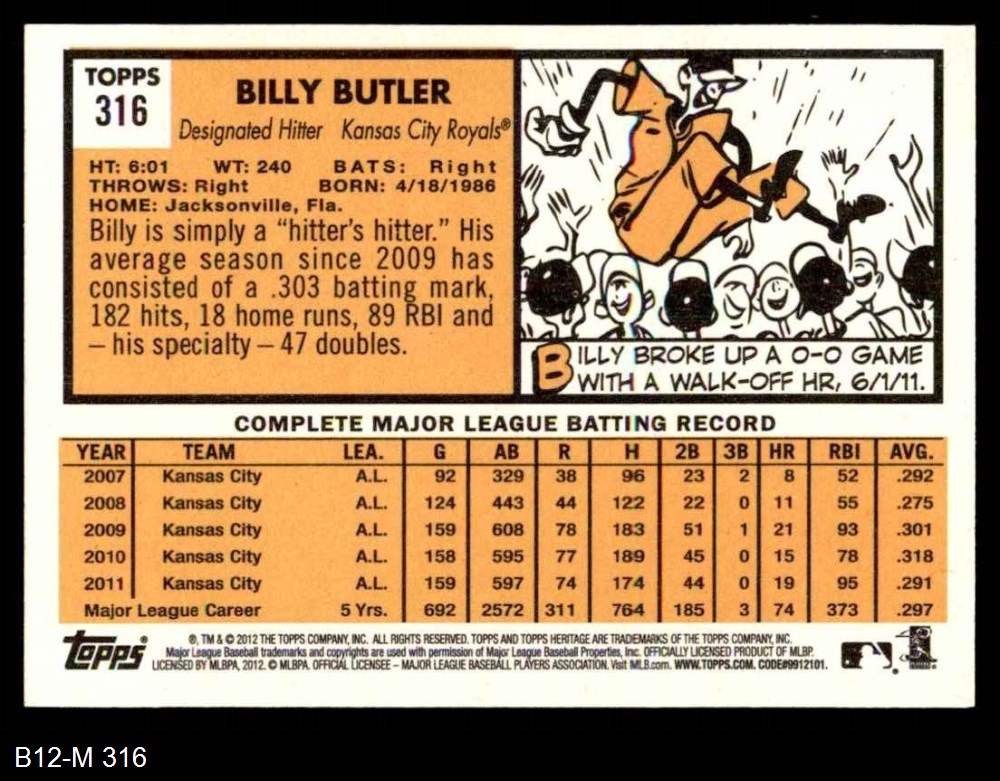 TOPPS
316
BILLY BUTLER
Designated Hitter Kansas City Royals®
HT: 6:01 WT: 240 BATS: Right
THROWS: Right BORN: 4/18/1986
HOME: Jacksonville, Fla.
Billy is simply a “hitter's hitter.” His
average season since 2009 has
consisted of a .303 batting mark,
182 hits, 18 home runs, 89 RBI and
– his specialty – 47 doubles.
BILLY BROKE UP A 0-0 GAME
WITH A WALK-OFF HR, 6/1/11.
COMPLETE MAJOR LEAGUE BATTING RECORD
YEAR TEAM LEA. G AB R H 2B 3B HR RBI AVG.
2007 Kansas City A.L. 92 329 38 96 23 2 8 52 .292
2008 Kansas City A.L. 124 443 44 122 22 0 11 55 .275
2009 Kansas City A.L. 159 608 78 183 51 1 21 93 .301
2010 Kansas City A.L. 158 595 77 189 45 0 15 78 .318
2011 Kansas City A.L. 159 597 74 174 44 0 19 95 .291
Major League Career 5 Yrs. 692 2572 311 764 185 3 74 373 .297
Topps®
®, TM & © 2012 THE TOPPS COMPANY, INC. ALL RIGHTS RESERVED. TOPPS AND TOPPS HERITAGE ARE TRADEMARKS OF THE TOPPS COMPANY, INC.
Major League Baseball trademarks and copyrights are used with permission of Major League Baseball Properties, Inc. OFFICIALLY LICENSED PRODUCT OF MLBP.
LICENSED BY MLBPA, 2012. © MLBPA. OFFICIAL LICENSEE – MAJOR LEAGUE BASEBALL PLAYERS ASSOCIATION. Visit MLB.com. WWW.TOPPS.COM. CODE#9912101.
B12-M 316